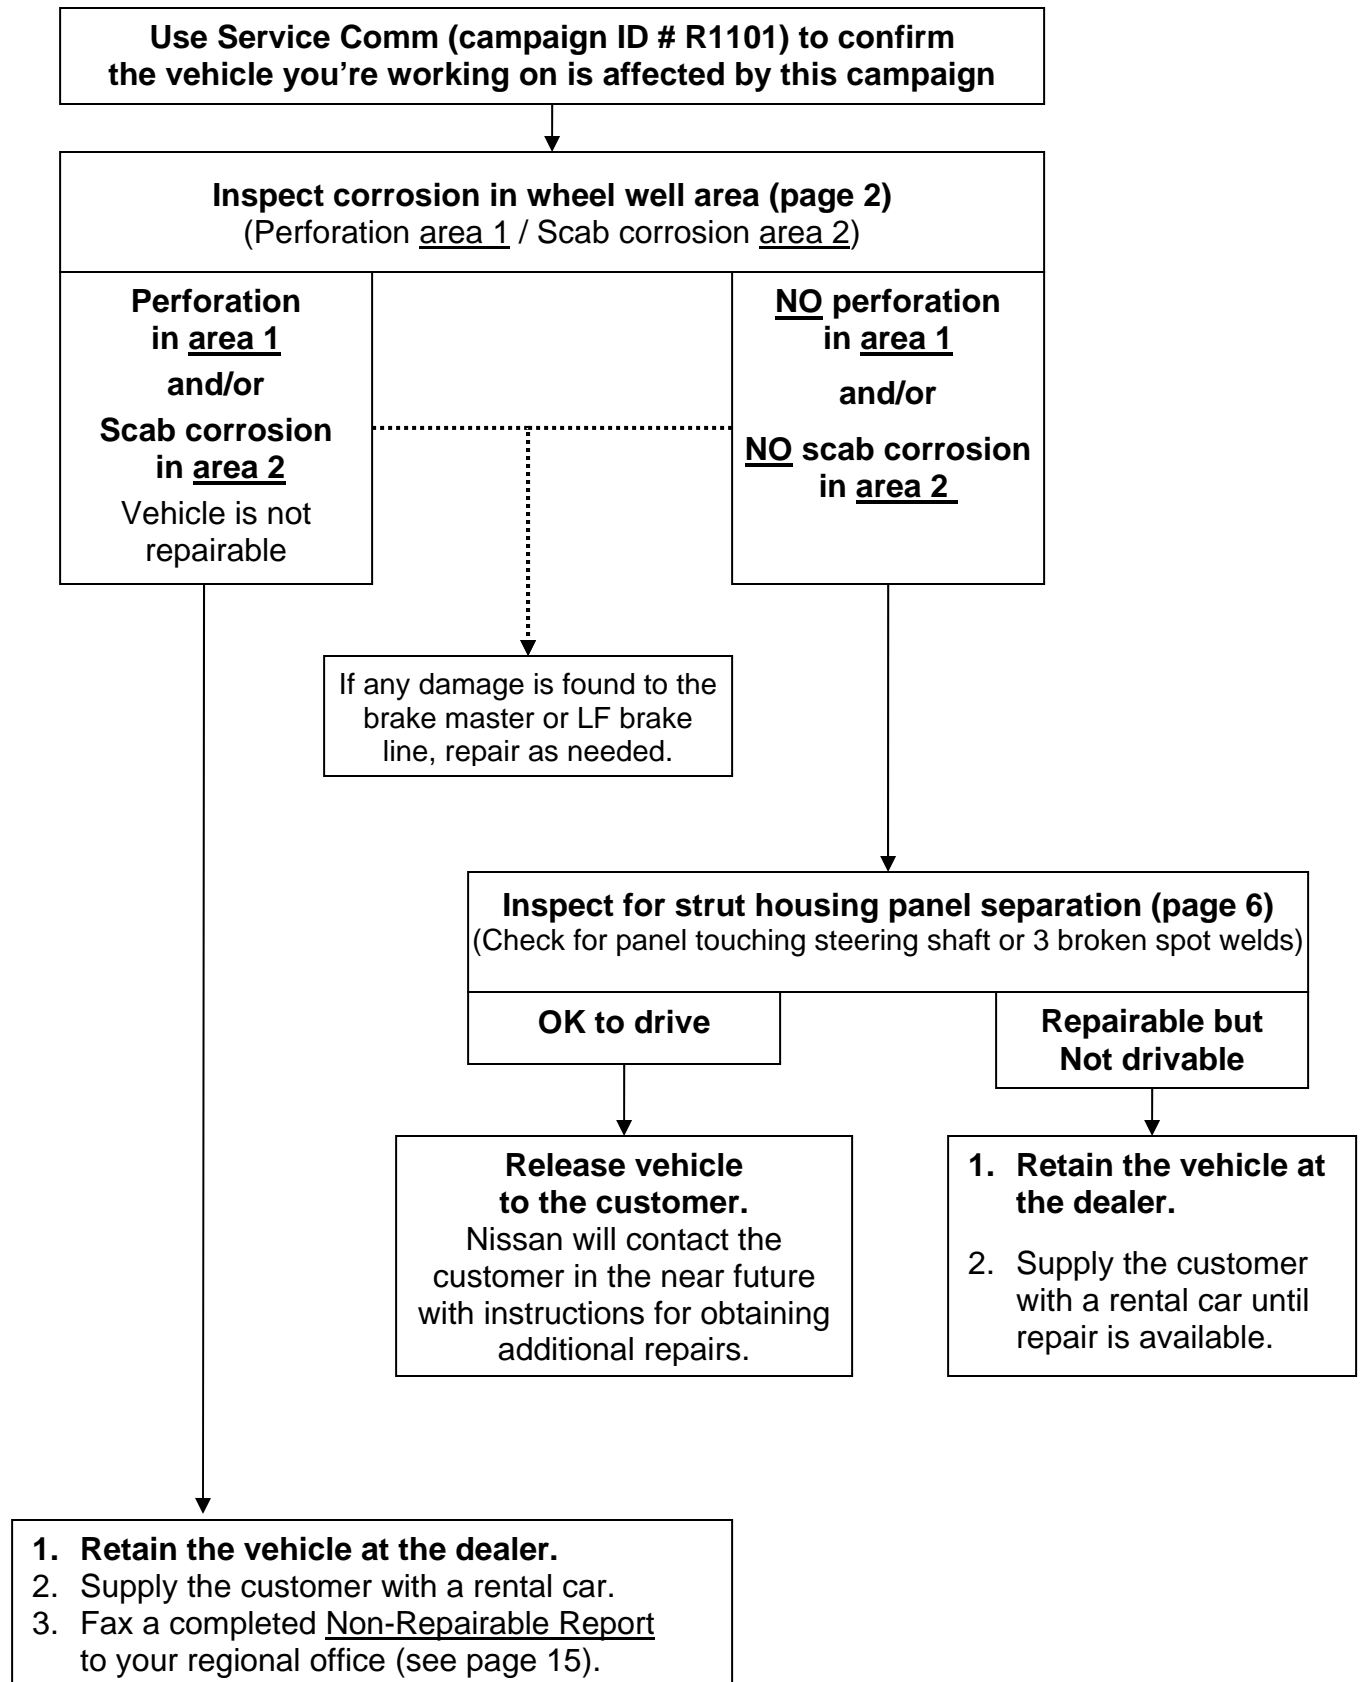 Use Service Comm (campaign ID # R1101) to confirm
the vehicle you’re working on is affected by this campaign
Inspect corrosion in wheel well area (page 2)
(Perforation area 1 / Scab corrosion area 2)
Perforation
in area 1
and/or
Scab corrosion
in area 2
Vehicle is not
repairable
NO perforation
in area 1
and/or
NO scab corrosion
in area 2
If any damage is found to the
brake master or LF brake
line, repair as needed.
Inspect for strut housing panel separation (page 6)
(Check for panel touching steering shaft or 3 broken spot welds)
OK to drive
Repairable but
Not drivable
Release vehicle
to the customer.
Nissan will contact the
customer in the near future
with instructions for obtaining
additional repairs.
1. Retain the vehicle at
the dealer.
2. Supply the customer
with a rental car until
repair is available.
1. Retain the vehicle at the dealer.
2. Supply the customer with a rental car.
3. Fax a completed Non-Repairable Report
to your regional office (see page 15).